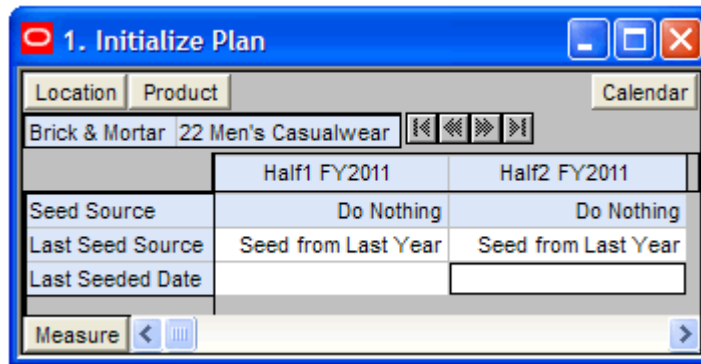 1. Initialize Plan
Location Product Calendar
Brick & Mortar 22 Men's Casualwear
Half1 FY2011 Half2 FY2011
Seed Source Do Nothing Do Nothing
Last Seed Source Seed from Last Year Seed from Last Year
Last Seeded Date
Measure